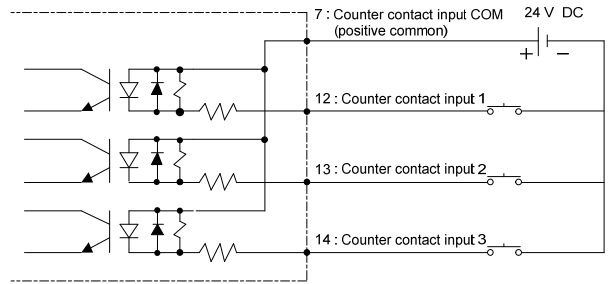 7 : Counter contact input COM
(positive common)
24 V DC
+ −
12 : Counter contact input 1
13 : Counter contact input 2
14 : Counter contact input 3